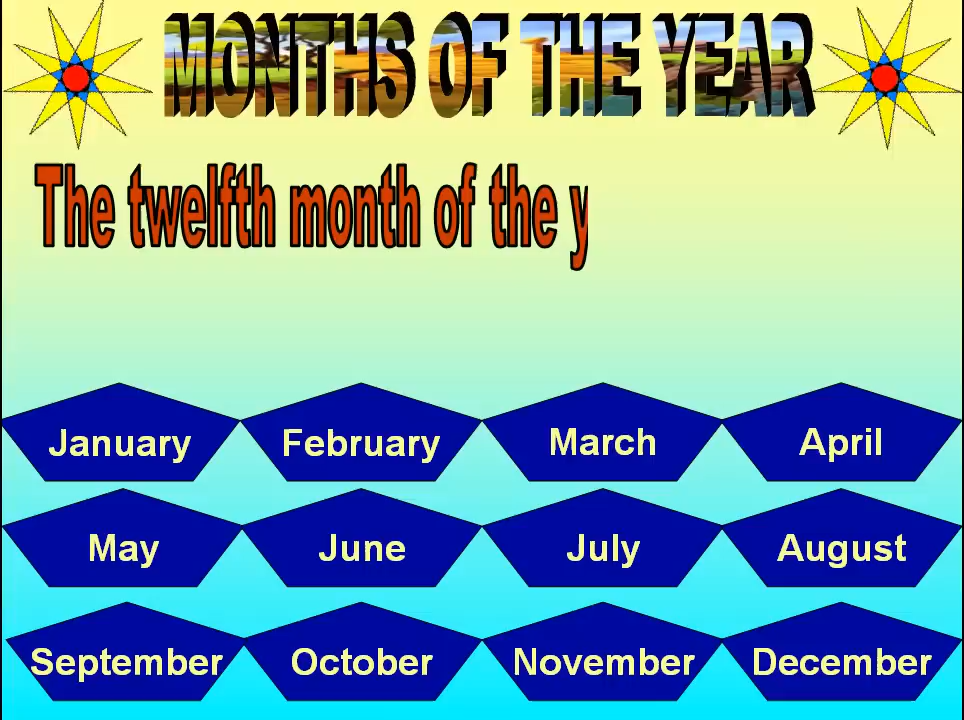 MONTHS OF THE YEAR
The twelfth month of the y
January February March April
May June July August
September October November December